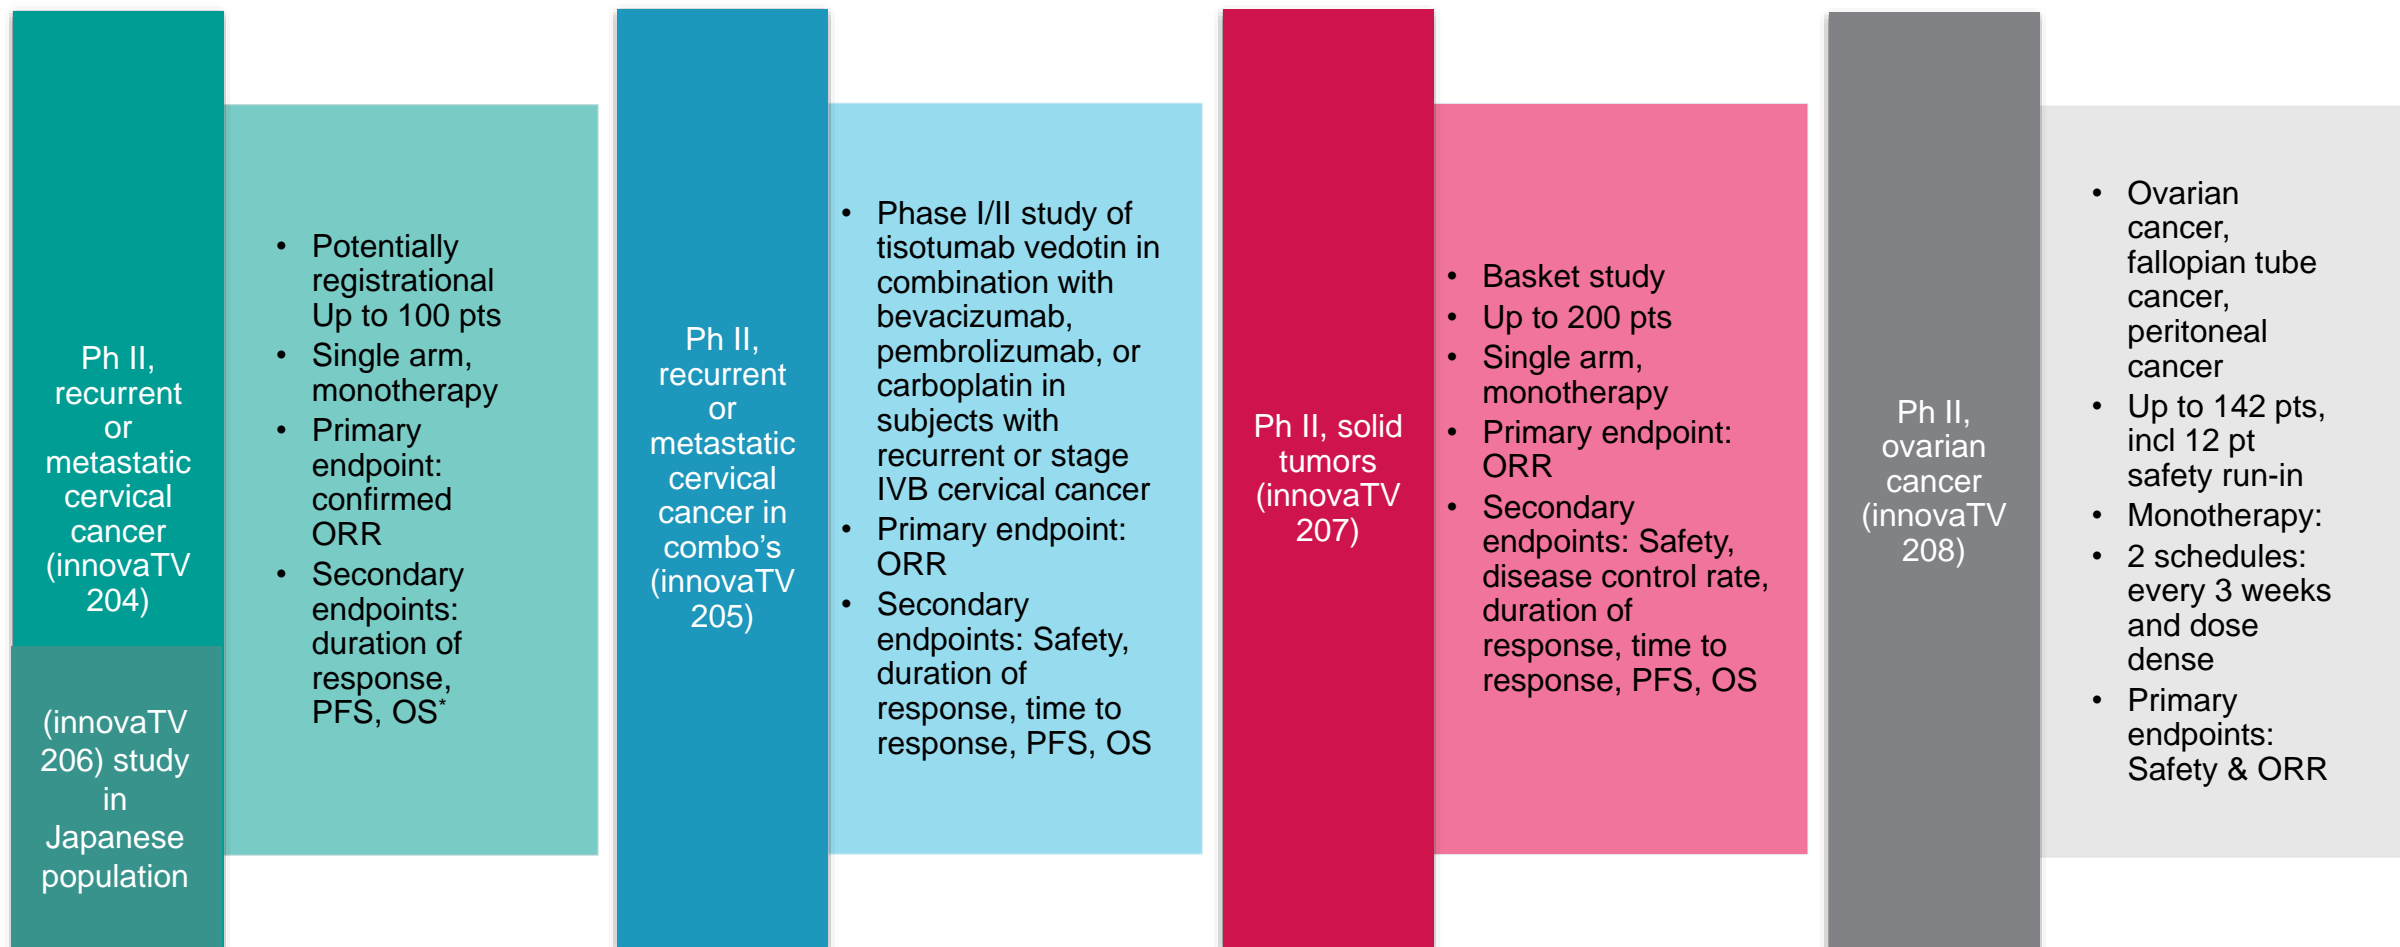 Ph II,
recurrent
or
metastatic
cervical
cancer
(innovaTV
204)
(innovaTV
206) study
in
Japanese
population
• Potentially
registrational
Up to 100 pts
• Single arm,
monotherapy
• Primary
endpoint:
confirmed
ORR
• Secondary
endpoints:
duration of
response,
PFS, OS*
Ph II,
recurrent
or
metastatic
cervical
cancer in
combo’s
(innovaTV
205)
• Phase I/II study of
tisotumab vedotin in
combination with
bevacizumab,
pembrolizumab, or
carboplatin in
subjects with
recurrent or stage
IVB cervical cancer
• Primary endpoint:
ORR
• Secondary
endpoints: Safety,
duration of
response, time to
response, PFS, OS
Ph II, solid
tumors
(innovaTV
207)
• Basket study
• Up to 200 pts
• Single arm,
monotherapy
• Primary endpoint:
ORR
• Secondary
endpoints: Safety,
disease control rate,
duration of
response, time to
response, PFS, OS
Ph II,
ovarian
cancer
(innovaTV
208)
• Ovarian
cancer,
fallopian tube
cancer,
peritoneal
cancer
• Up to 142 pts,
incl 12 pt
safety run-in
• Monotherapy:
• 2 schedules:
every 3 weeks
and dose
dense
• Primary
endpoints:
Safety & ORR